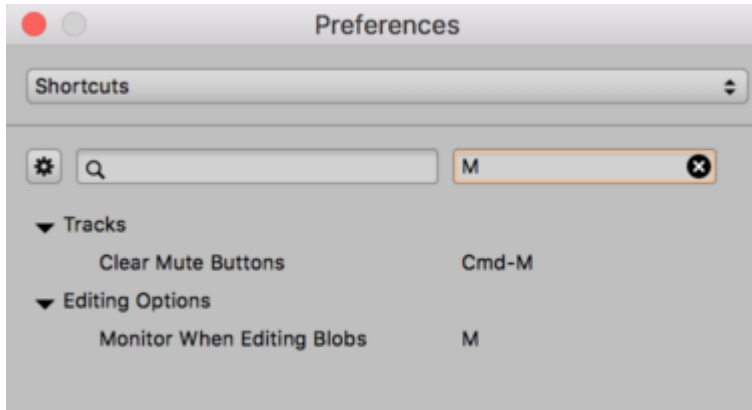 Preferences
Shortcuts
M
Tracks
Clear Mute Buttons Cmd-M
Editing Options
Monitor When Editing Blobs M